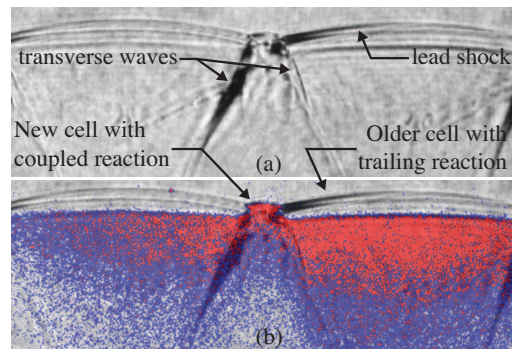 transverse waves
lead shock
New cell with
coupled reaction
Older cell with
trailing reaction
(a)
(b)